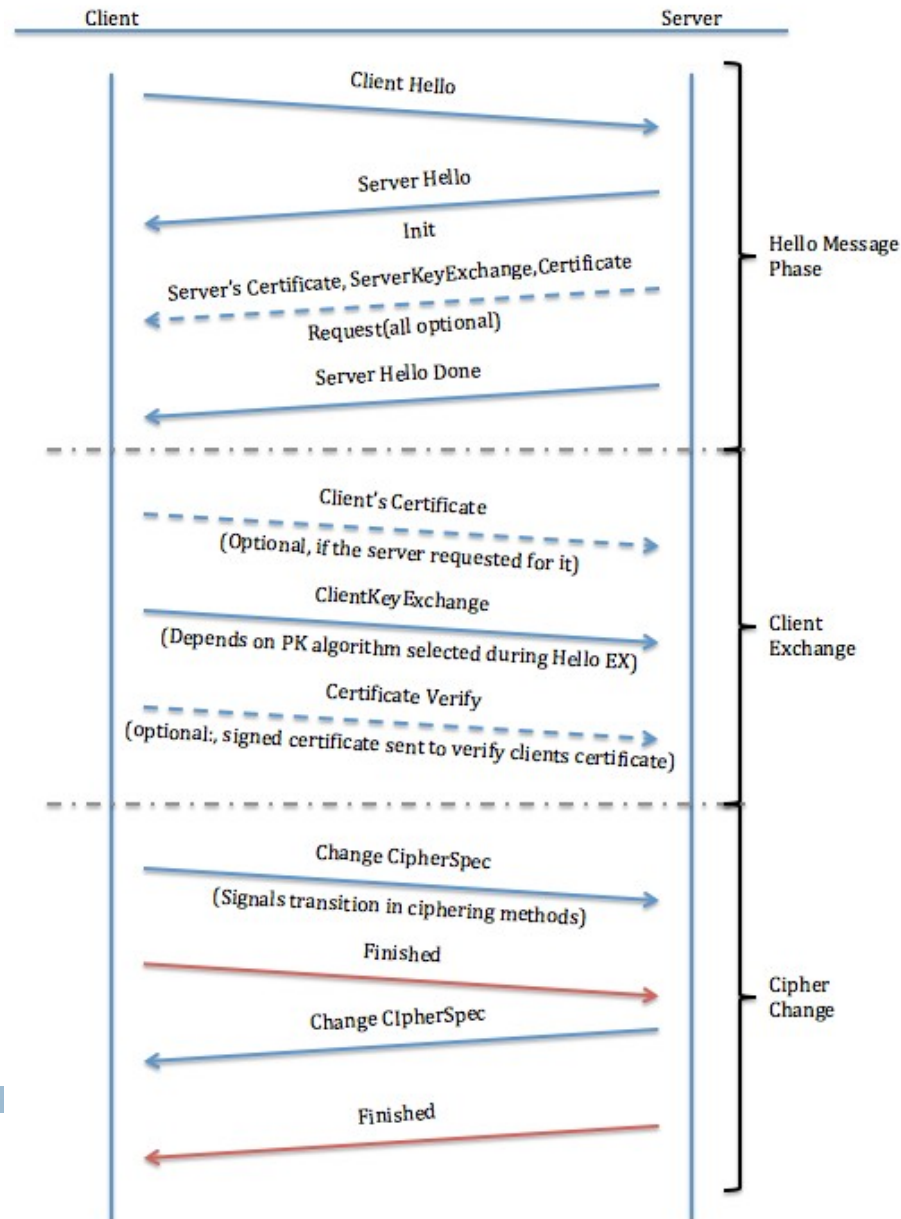 Client Server
Client Hello
Server Hello
Init
Server's Certificate, ServerKeyExchange,Certificate
Request(all optional)
Server Hello Done
Hello Message
Phase
Client's Certificate
(Optional, if the server requested for it)
ClientKeyExchange
(Depends on PK algorithm selected during Hello EX)
Certificate Verify
(optional:, signed certificate sent to verify clients certificate)
Client
Exchange
Change CipherSpec
(Signals transition in ciphering methods)
Finished
Change CIpherSpec
Finished
Cipher
Change